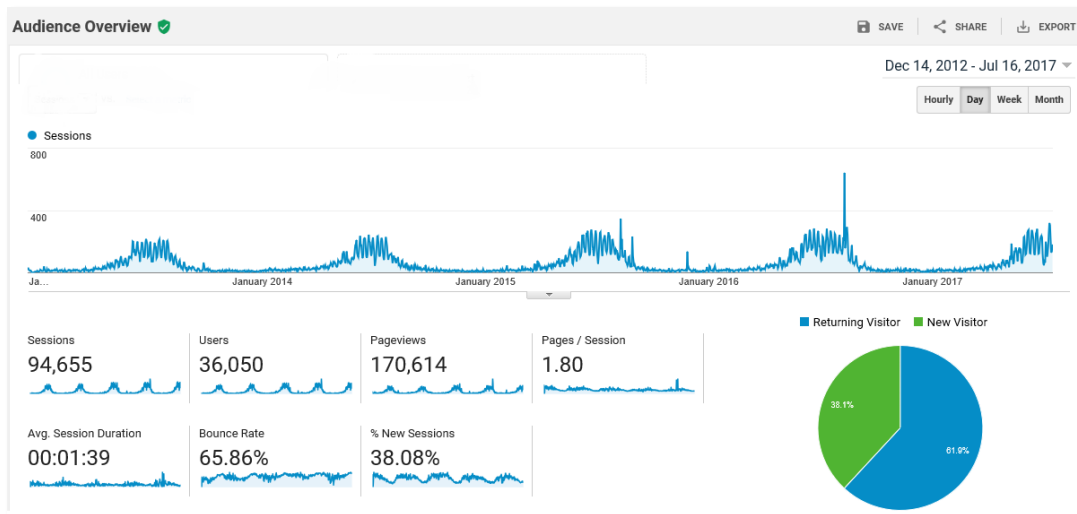 Audience Overview
SAVE
SHARE
EXPORT
Dec 14, 2012 - Jul 16, 2017
Hourly Day Week Month
Sessions
800
400
Ja...
January 2014
January 2015
January 2016
January 2017
Returning Visitor New Visitor
Sessions
94,655
Users
36,050
Pageviews
170,614
Pages / Session
1.80
38.1%
61.9%
Avg. Session Duration
00:01:39
Bounce Rate
65.86%
% New Sessions
38.08%